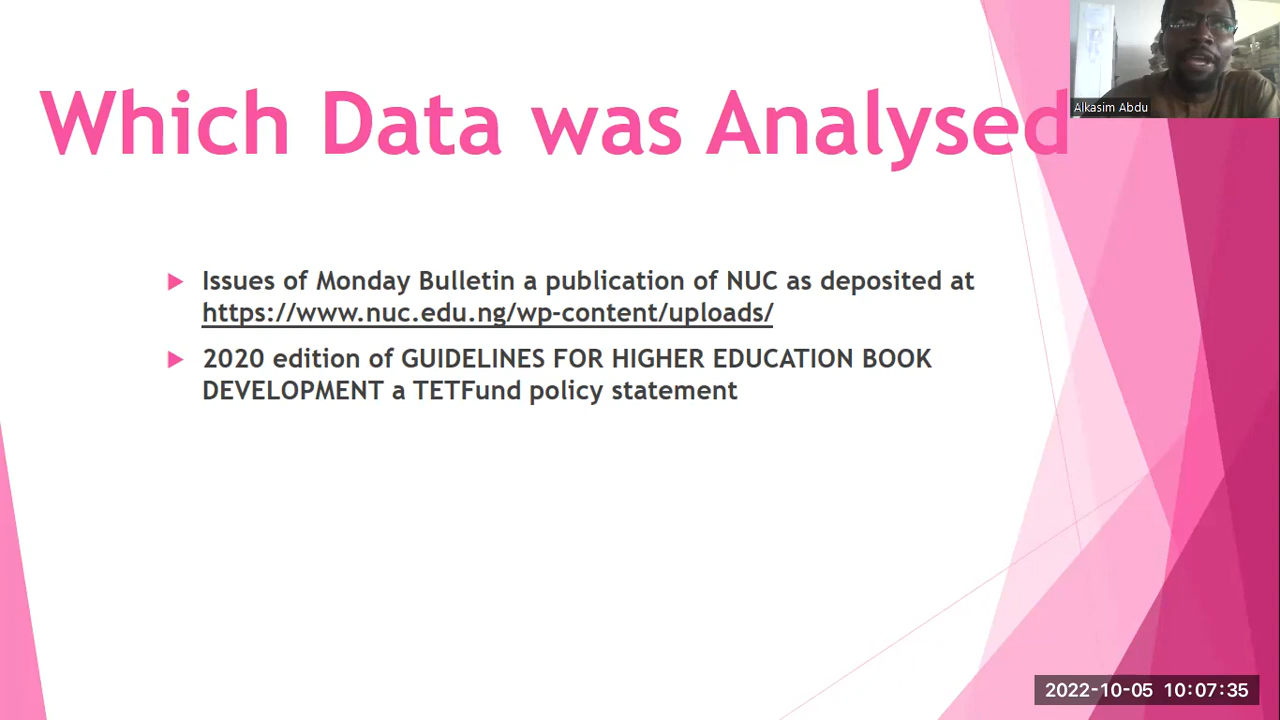 Which Data was Analysed
Alkasim Abdu
Issues of Monday Bulletin a publication of NUC as deposited at
https://www.nuc.edu.ng/wp-content/uploads/
2020 edition of GUIDELINES FOR HIGHER EDUCATION BOOK
DEVELOPMENT a TETFund policy statement
2022-10-05 10:07:35